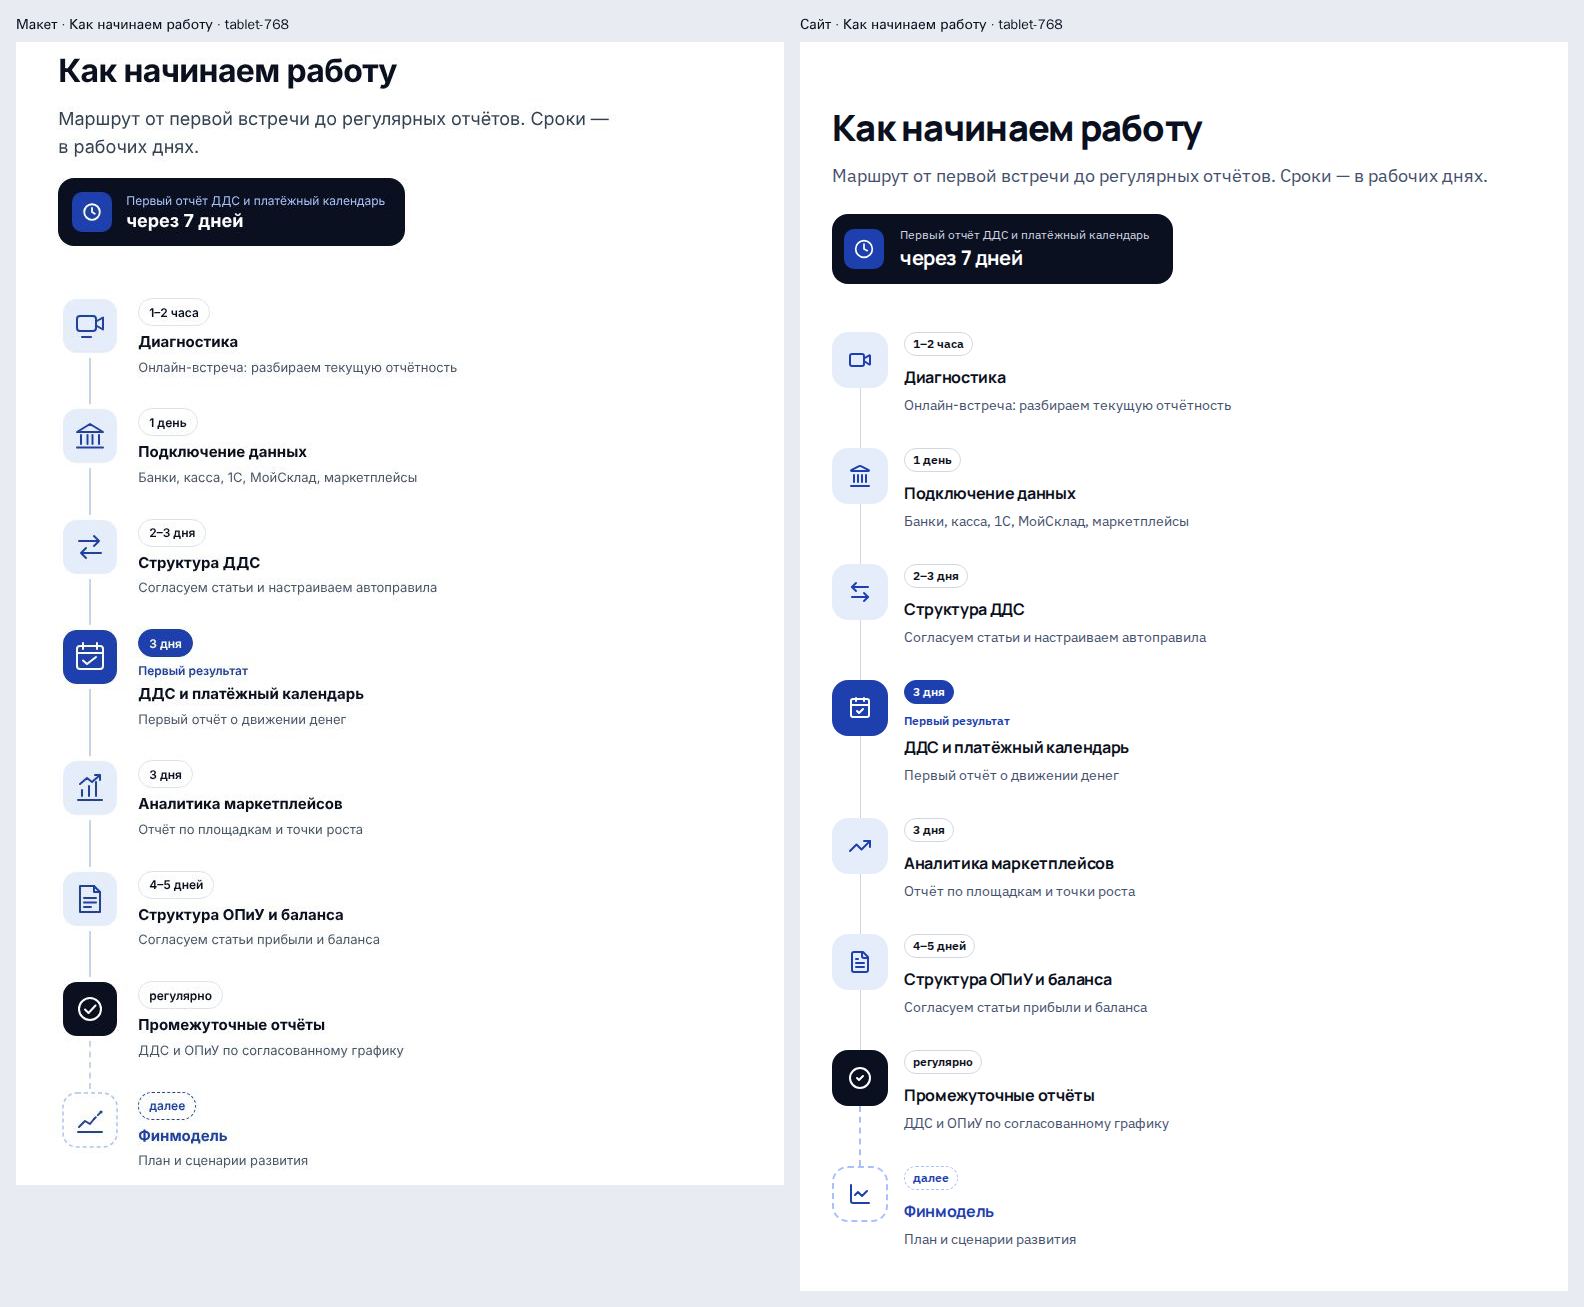 Макет · Как начинаем работу · tablet-768
Как начинаем работу
Маршрут от первой встречи до регулярных отчётов. Сроки —
в рабочих днях.
Первый отчёт ДДС и платёжный календарь
через 7 дней
1–2 часа
Диагностика
Онлайн-встреча: разбираем текущую отчётность
1 день
Подключение данных
Банки, касса, 1С, МойСклад, маркетплейсы
2–3 дня
Структура ДДС
Согласуем статьи и настраиваем автоправила
3 дня
Первый результат
ДДС и платёжный календарь
Первый отчёт о движении денег
3 дня
Аналитика маркетплейсов
Отчёт по площадкам и точки роста
4–5 дней
Структура ОПиУ и баланса
Согласуем статьи прибыли и баланса
регулярно
Промежуточные отчёты
ДДС и ОПиУ по согласованному графику
далее
Финмодель
План и сценарии развития
Сайт · Как начинаем работу · tablet-768
Как начинаем работу
Маршрут от первой встречи до регулярных отчётов. Сроки — в рабочих днях.
Первый отчёт ДДС и платёжный календарь
через 7 дней
1–2 часа
Диагностика
Онлайн-встреча: разбираем текущую отчётность
1 день
Подключение данных
Банки, касса, 1С, МойСклад, маркетплейсы
2–3 дня
Структура ДДС
Согласуем статьи и настраиваем автоправила
3 дня
Первый результат
ДДС и платёжный календарь
Первый отчёт о движении денег
3 дня
Аналитика маркетплейсов
Отчёт по площадкам и точки роста
4–5 дней
Структура ОПиУ и баланса
Согласуем статьи прибыли и баланса
регулярно
Промежуточные отчёты
ДДС и ОПиУ по согласованному графику
далее
Финмодель
План и сценарии развития